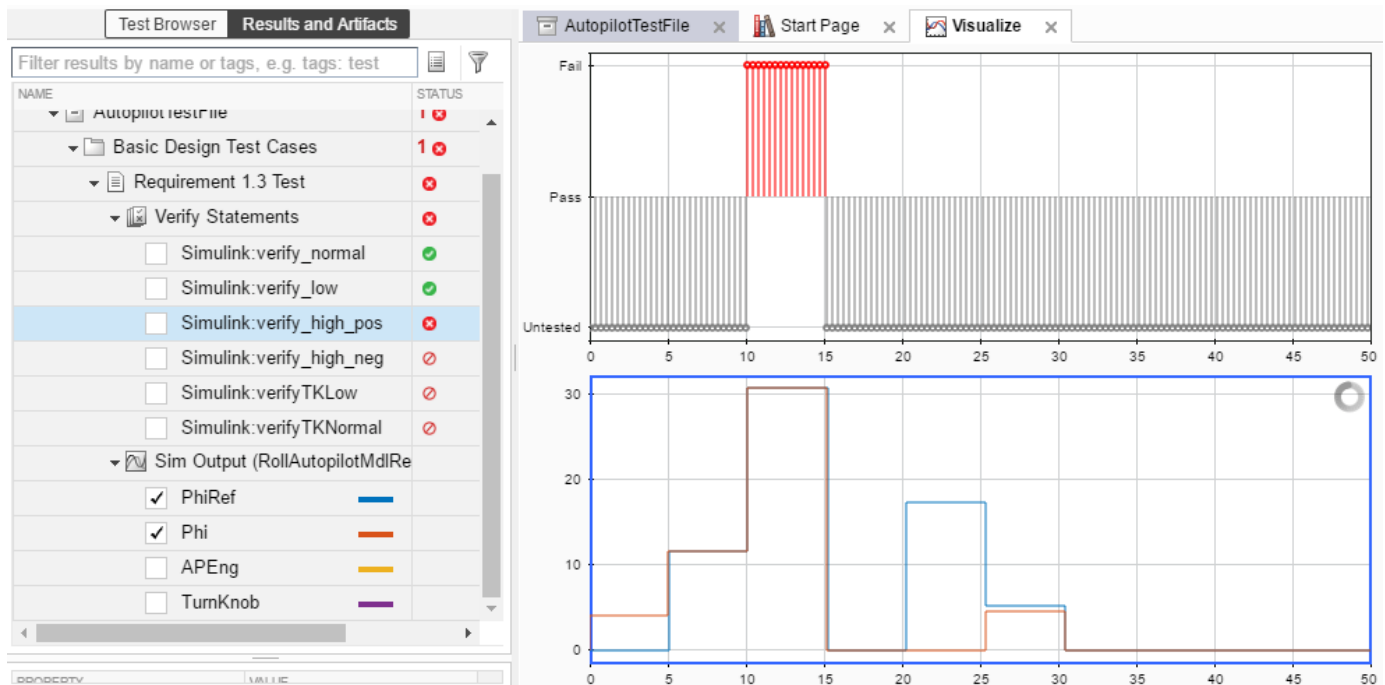 Test Browser Results and Artifacts
AutopilotTestFile Start Page Visualize
Filter results by name or tags, e.g. tags: test
NAME STATUS
AutopilotTestFile 1
Basic Design Test Cases 1
Requirement 1.3 Test
Verify Statements
Simulink:verify_normal
Simulink:verify_low
Simulink:verify_high_pos
Simulink:verify_high_neg
Simulink:verifyTKLow
Simulink:verifyTKNormal
Sim Output (RollAutopilotMdlRe
PhiRef
Phi
APEng
TurnKnob
PROPERTY VALUE
Fail
Pass
Untested
0 5 10 15 20 25 30 35 40 45 50
30
20
10
0
0 5 10 15 20 25 30 35 40 45 50